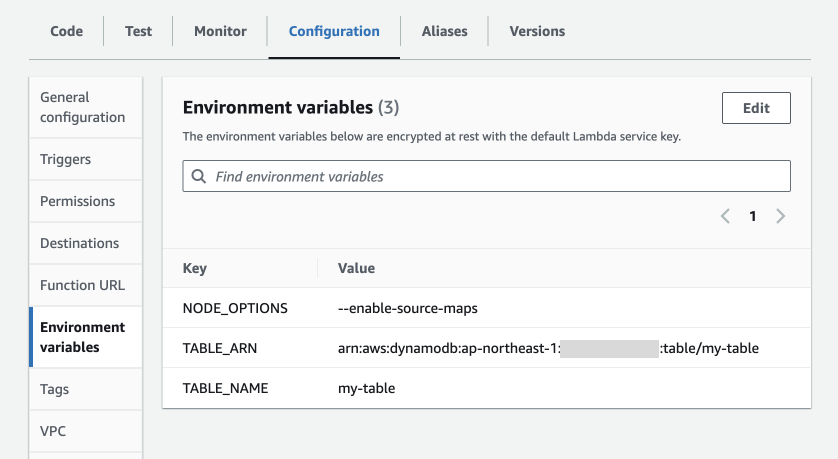 Code Test Monitor Configuration Aliases Versions
General
configuration
Triggers
Permissions
Destinations
Function URL
Environment
variables
Tags
VPC
Environment variables (3)
Edit
The environment variables below are encrypted at rest with the default Lambda service key.
Find environment variables
1
Key Value
NODE_OPTIONS --enable-source-maps
TABLE_ARN arn:aws:dynamodb:ap-northeast-1: :table/my-table
TABLE_NAME my-table